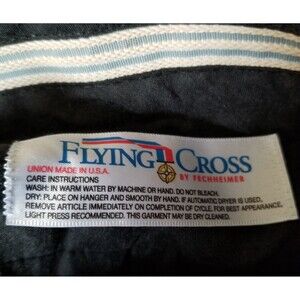 FLYING CROSS
BY FECHHEIMER
UNION MADE IN U.S.A.
CARE INSTRUCTIONS
WASH: IN WARM WATER BY MACHINE OR HAND. DO NOT BLEACH.
DRY: PLACE ON HANGER AND SMOOTH BY HAND. IF AUTOMATIC DRYER IS USED,
REMOVE ARTICLE IMMEDIATELY ON COMPLETION OF CYCLE, FOR BEST APPEARANCE.
LIGHT PRESS RECOMMENDED. THIS GARMENT MAY BE DRY CLEANED.